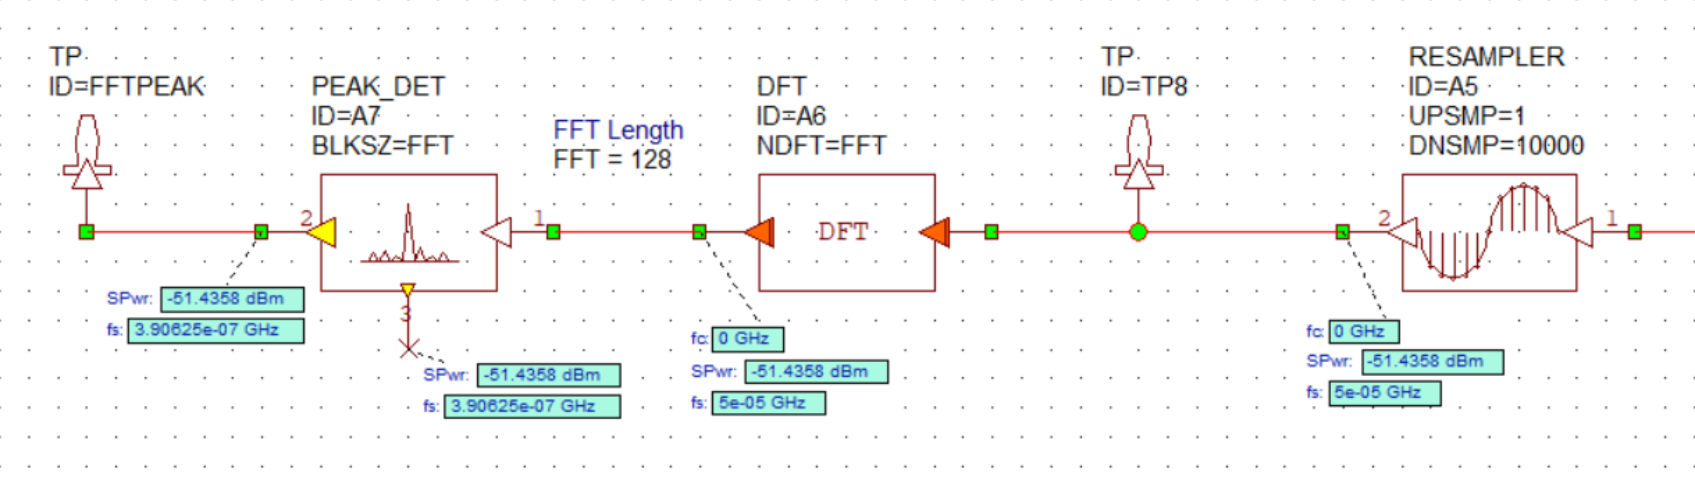 TP
ID=FFTPEAK
PEAK_DET
ID=A7
BLKSZ=FFT
FFT Length
FFT = 128
DFT
ID=A6
NDFT=FFT
TP
ID=TP8
RESAMPLER
ID=A5
UPSMP=1
DNSMP=10000
2
1
DFT
2
1
3
SPwr: -51.4358 dBm
fs: 3.90625e-07 GHz
SPwr: -51.4358 dBm
fs: 3.90625e-07 GHz
fc: 0 GHz
SPwr: -51.4358 dBm
fs: 5e-05 GHz
fc: 0 GHz
SPwr: -51.4358 dBm
fs: 5e-05 GHz